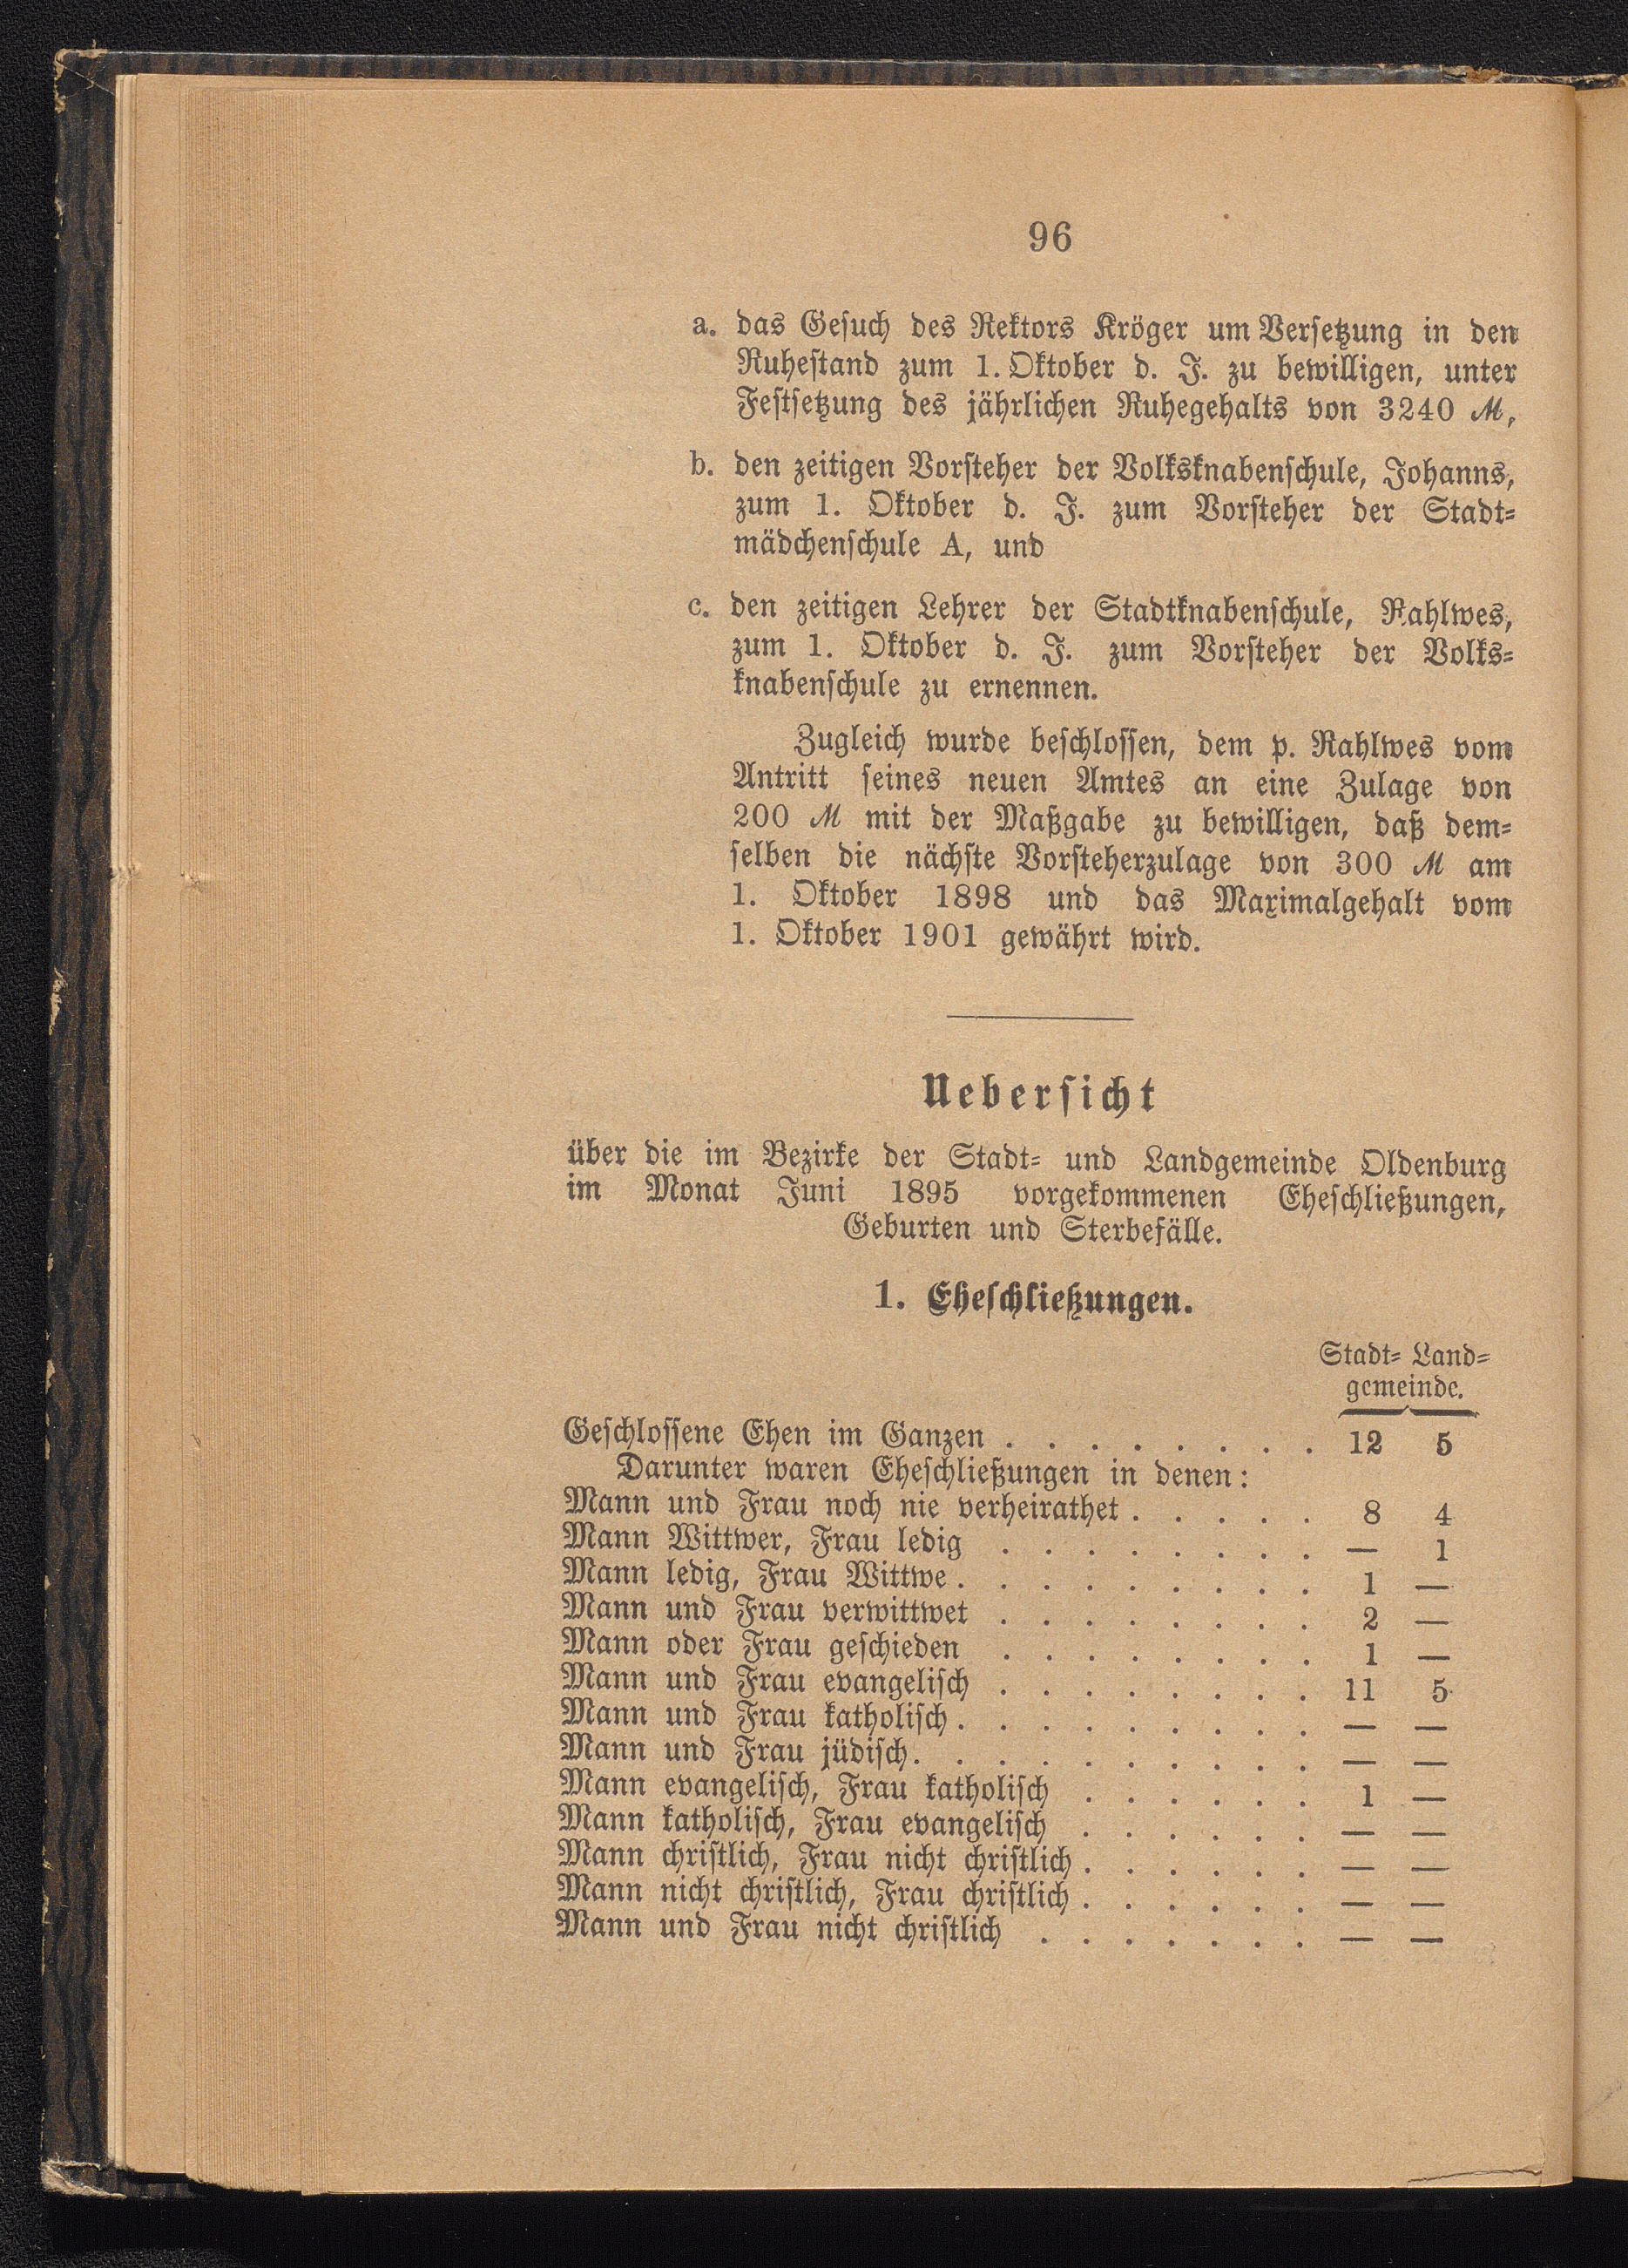 96
a. das Gesuch des Rektors Kröger um Versetzung in den
Ruhestand zum 1. Oktober d. J. zu bewilligen, unter
Festsetzung des jährlichen Ruhegehalts von 3240 ℳ,
b. den zeitigen Vorsteher der Volksknabenschule, Johanns,
zum 1. Oktober d. J. zum Vorsteher der Stadt-
mädchenschule A, und
c. den zeitigen Lehrer der Stadtknabenschule, Rahlwes,
zum 1. Oktober d. J. zum Vorsteher der Volks-
knabenschule zu ernennen.
Zugleich wurde beschlossen, dem p. Rahlwes vom
Antritt seines neuen Amtes an eine Zulage von
200 ℳ mit der Maßgabe zu bewilligen, daß dem-
selben die nächste Vorsteherzulage von 300 ℳ am
1. Oktober 1898 und das Maximalgehalt vom
1. Oktober 1901 gewährt wird.
Uebersicht
über die im Bezirke der Stadt- und Landgemeinde Oldenburg
im Monat Juni 1895 vorgekommenen Eheschließungen,
Geburten und Sterbefälle.
1. Eheschließungen.
Stadt- Land-
gemeinde.
Geschlossene Ehen im Ganzen . . . . . . . . 12 5
Darunter waren Eheschließungen in denen:
Mann und Frau noch nie verheirathet . . . . . 8 4
Mann Wittwer, Frau ledig . . . . . . . . — 1
Mann ledig, Frau Wittwe . . . . . . . . . 1 —
Mann und Frau verwittwet . . . . . . . . 2 —
Mann oder Frau geschieden . . . . . . . . 1 —
Mann und Frau evangelisch . . . . . . . . 11 5
Mann und Frau katholisch . . . . . . . . . — —
Mann und Frau jüdisch . . . . . . . . . . — —
Mann evangelisch, Frau katholisch . . . . . . 1 —
Mann katholisch, Frau evangelisch . . . . . . — —
Mann christlich, Frau nicht christlich . . . . . . — —
Mann nicht christlich, Frau christlich . . . . . . — —
Mann und Frau nicht christlich . . . . . . . — —